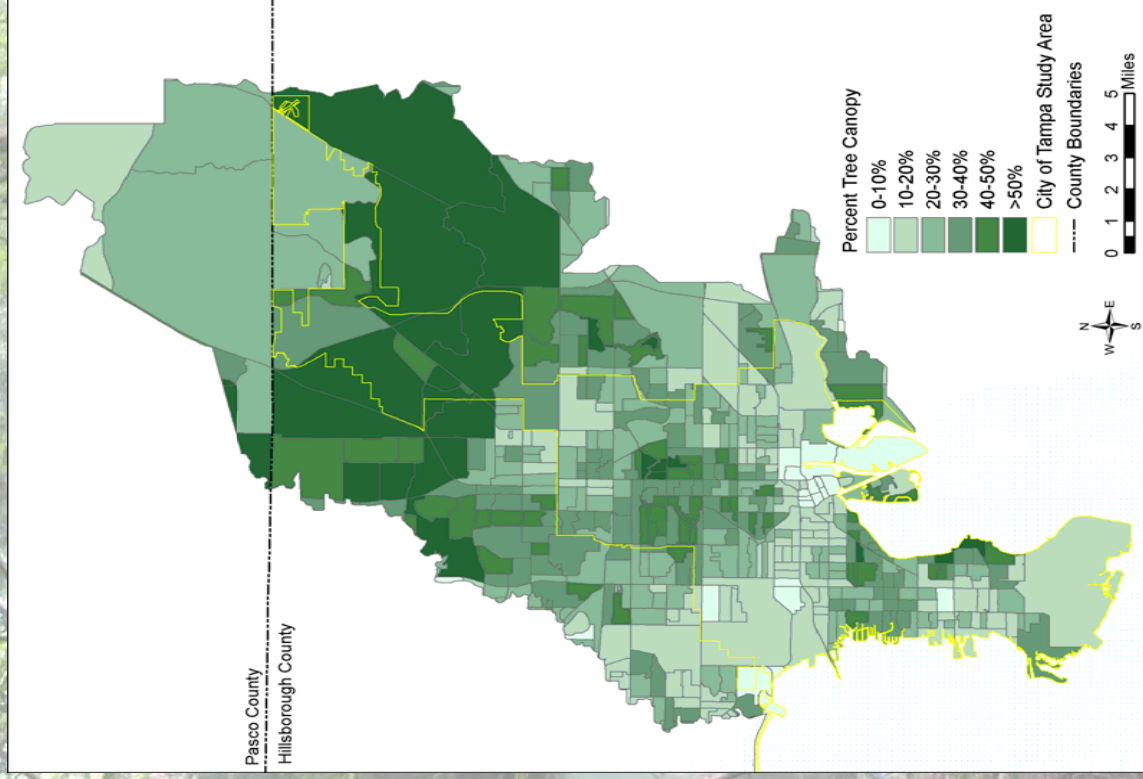 Pasco County
Hillsborough County
Percent Tree Canopy
0-10%
10-20%
20-30%
30-40%
40-50%
>50%
City of Tampa Study Area
County Boundaries
N
W E
S
0 1 2 3 4 5
Miles